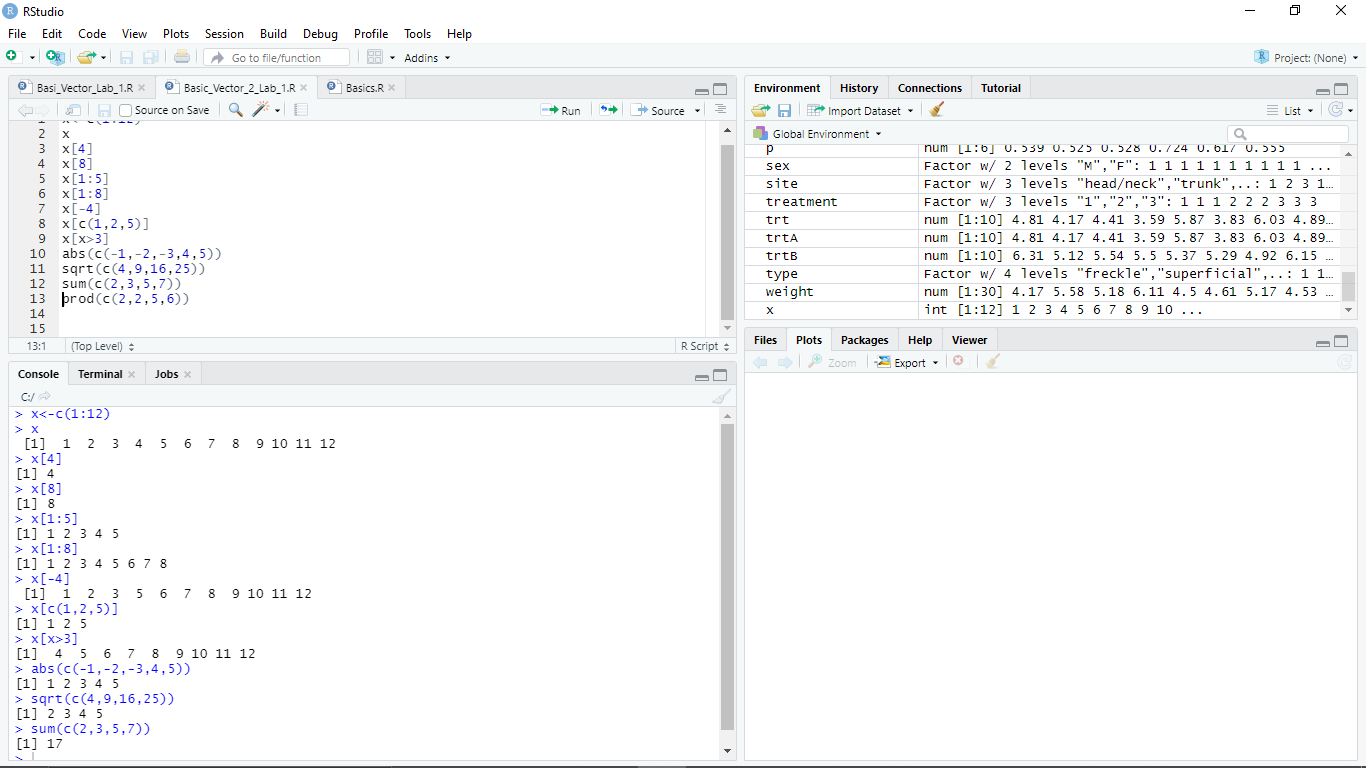 RStudio
File Edit Code View Plots Session Build Debug Profile Tools Help
Go to file/function Addins Project: (None)
Basi_Vector_Lab_1.R Basic_Vector_2_Lab_1.R Basics.R
Source on Save Run Source
1 x<-c(1:12)
2 x
3 x[4]
4 x[8]
5 x[1:5]
6 x[1:8]
7 x[-4]
8 x[c(1,2,5)]
9 x[x>3]
10 abs(c(-1,-2,-3,4,5))
11 sqrt(c(4,9,16,25))
12 sum(c(2,3,5,7))
13 prod(c(2,2,5,6))
14
15
13:1 (Top Level) R Script
Console Terminal Jobs
C:/
> x<-c(1:12)
> x
[1] 1 2 3 4 5 6 7 8 9 10 11 12
> x[4]
[1] 4
> x[8]
[1] 8
> x[1:5]
[1] 1 2 3 4 5
> x[1:8]
[1] 1 2 3 4 5 6 7 8
> x[-4]
[1] 1 2 3 5 6 7 8 9 10 11 12
> x[c(1,2,5)]
[1] 1 2 5
> x[x>3]
[1] 4 5 6 7 8 9 10 11 12
> abs(c(-1,-2,-3,4,5))
[1] 1 2 3 4 5
> sqrt(c(4,9,16,25))
[1] 2 3 4 5
> sum(c(2,3,5,7))
[1] 17
>
Environment History Connections Tutorial
Import Dataset List
Global Environment
p num [1:6] 0.539 0.525 0.528 0.724 0.617 0.555
sex Factor w/ 2 levels "M","F": 1 1 1 1 1 1 1 1 1 1 ...
site Factor w/ 3 levels "head/neck","trunk",..: 1 2 3 1…
treatment Factor w/ 3 levels "1","2","3": 1 1 1 2 2 2 3 3 3
trt num [1:10] 4.81 4.17 4.41 3.59 5.87 3.83 6.03 4.89…
trtA num [1:10] 4.81 4.17 4.41 3.59 5.87 3.83 6.03 4.89…
trtB num [1:10] 6.31 5.12 5.54 5.5 5.37 5.29 4.92 6.15 …
type Factor w/ 4 levels "freckle","superficial",..: 1 1…
weight num [1:30] 4.17 5.58 5.18 6.11 4.5 4.61 5.17 4.53 …
x int [1:12] 1 2 3 4 5 6 7 8 9 10 ...
Files Plots Packages Help Viewer
Zoom Export